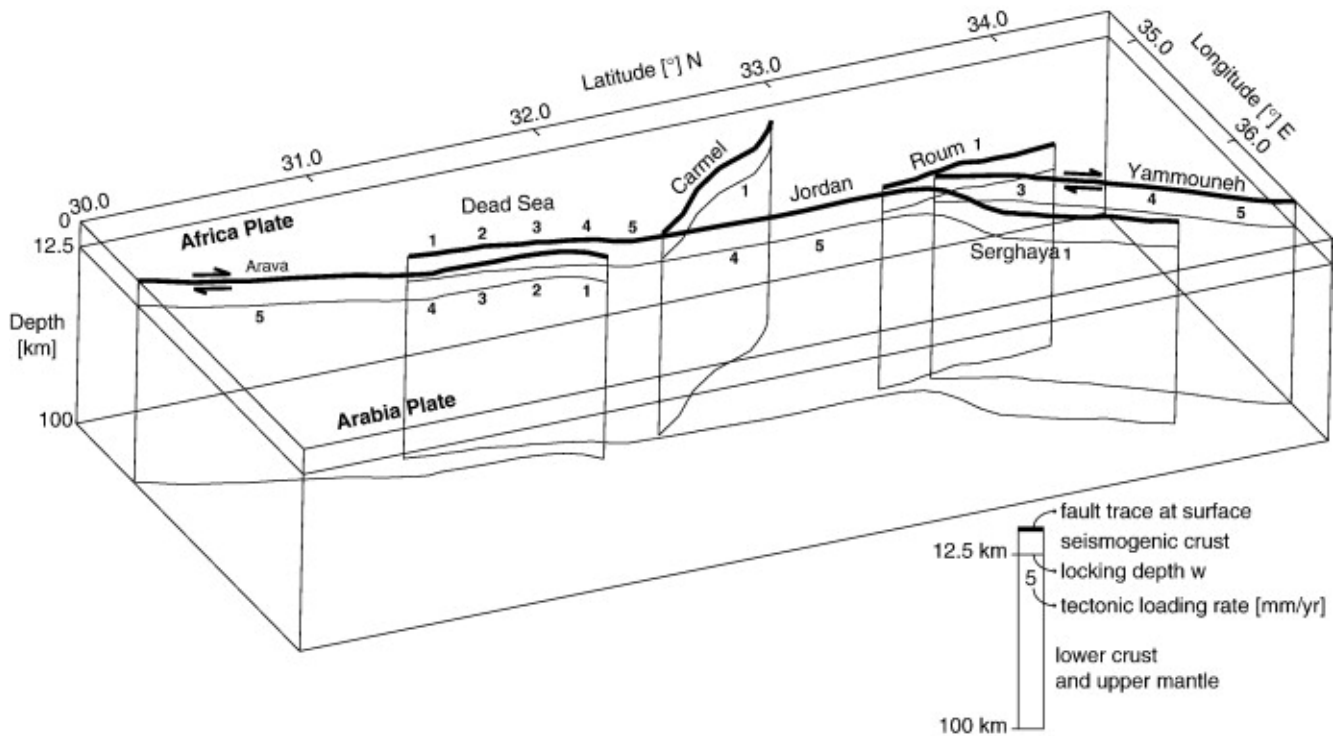 Latitude [°] N
30.0
31.0
32.0
33.0
34.0
Longitude [°] E
35.0
36.0
Depth
[km]
0
12.5
100
Africa Plate
Arabia Plate
Arava
5
Dead Sea
1 2 3 4 5
4 3 2 1
Carmel
1
Jordan
4 5
Roum 1
3
Yammouneh
4 5
Serghaya 1
fault trace at surface
seismogenic crust
12.5 km
locking depth w
5
tectonic loading rate [mm/yr]
lower crust
and upper mantle
100 km